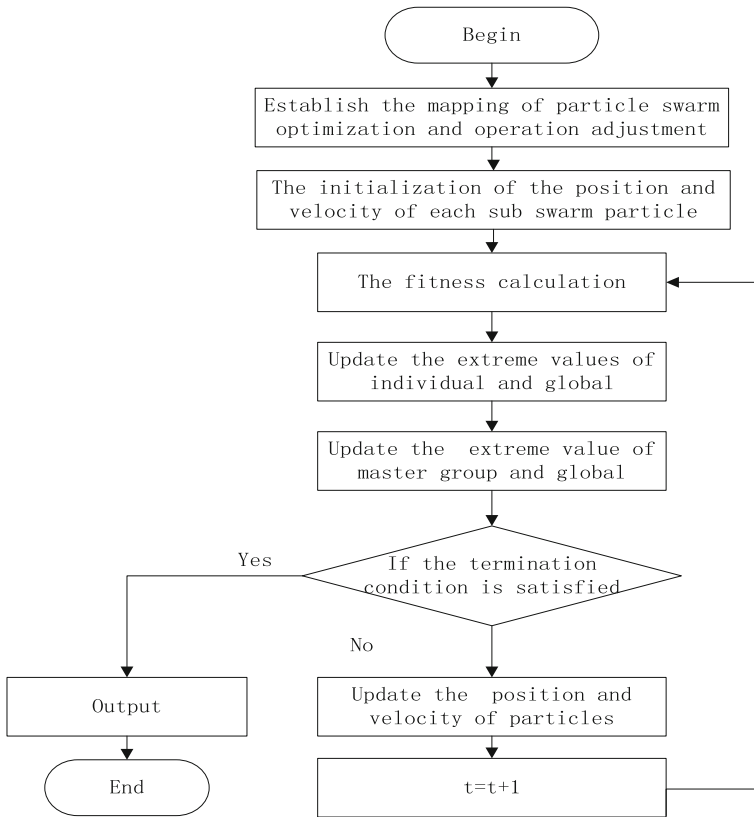 Begin
Establish the mapping of particle swarm
optimization and operation adjustment
The initialization of the position and
velocity of each sub swarm particle
The fitness calculation
Update the extreme values of
individual and global
Update the extreme value of
master group and global
If the termination
condition is satisfied
Yes
No
Output
Update the position and
velocity of particles
End
t=t+1